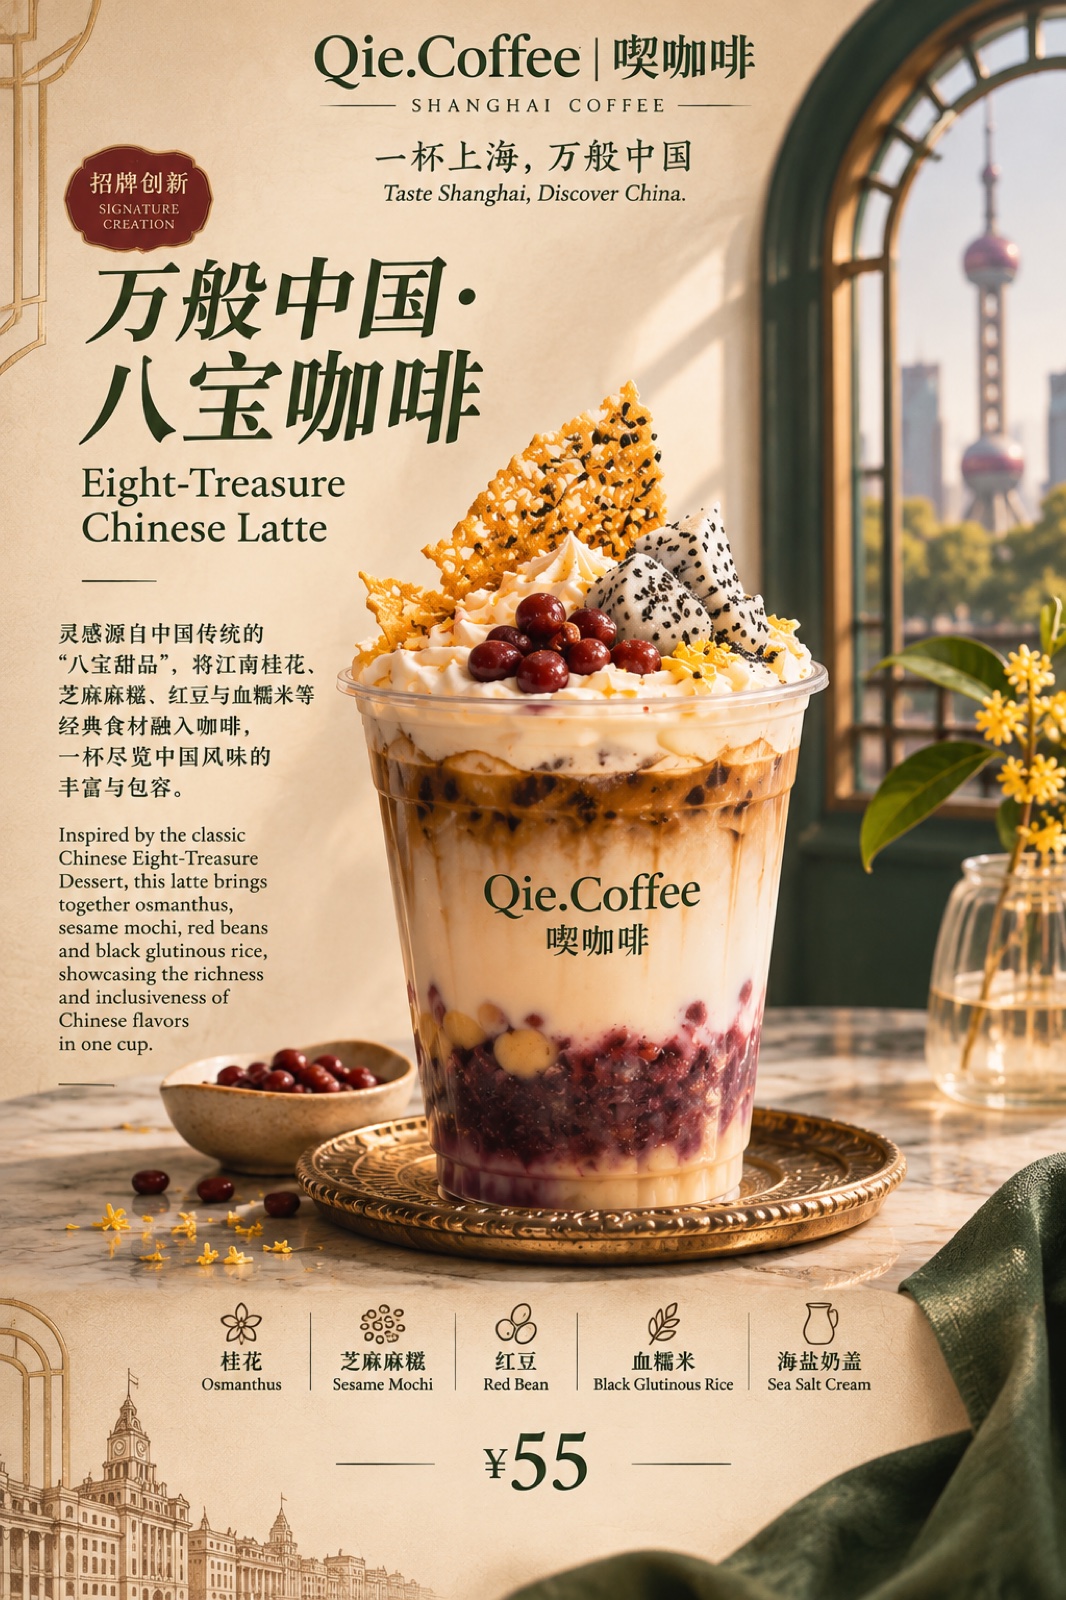 Qie.Coffee | 喫咖啡
SHANGHAI COFFEE
一杯上海, 万般中国
Taste Shanghai, Discover China.
招牌创新
SIGNATURE
CREATION
万般中国·
八宝咖啡
Eight-Treasure
Chinese Latte
灵感源自中国传统的
“八宝甜品”, 将江南桂花、
芝麻麻糍、红豆与血糯米等
经典食材融入咖啡,
一杯尽览中国风味的
丰富与包容。
Inspired by the classic
Chinese Eight-Treasure
Dessert, this latte brings
together osmanthus,
sesame mochi, red beans
and black glutinous rice,
showcasing the richness
and inclusiveness of
Chinese flavors
in one cup.
Qie.Coffee
喫咖啡
桂花
Osmanthus
芝麻麻糍
Sesame Mochi
红豆
Red Bean
血糯米
Black Glutinous Rice
海盐奶盖
Sea Salt Cream
¥55